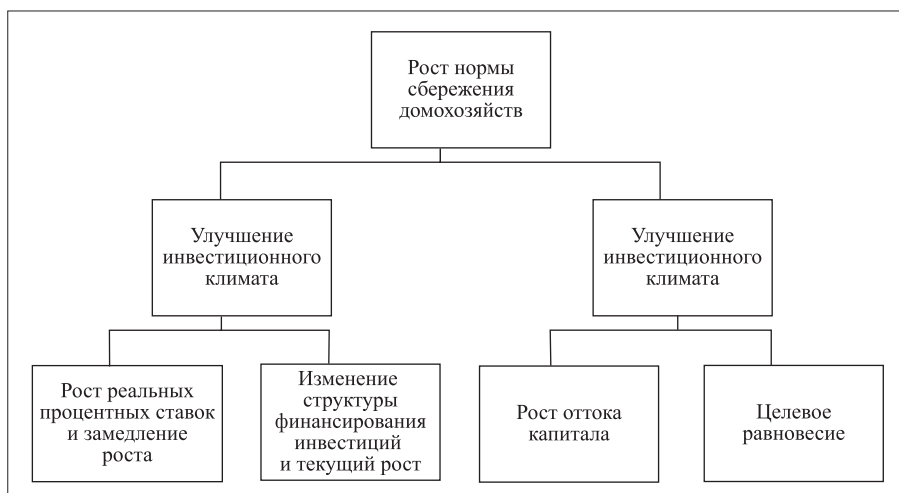 Рост нормы
сбережения
домохозяйств
Улучшение
инвестиционного
климата
Улучшение
инвестиционного
климата
Рост реальных
процентных ставок
и замедление
роста
Изменение
структуры
финансирования
инвестиций
и текущий рост
Рост оттока
капитала
Целевое
равновесие